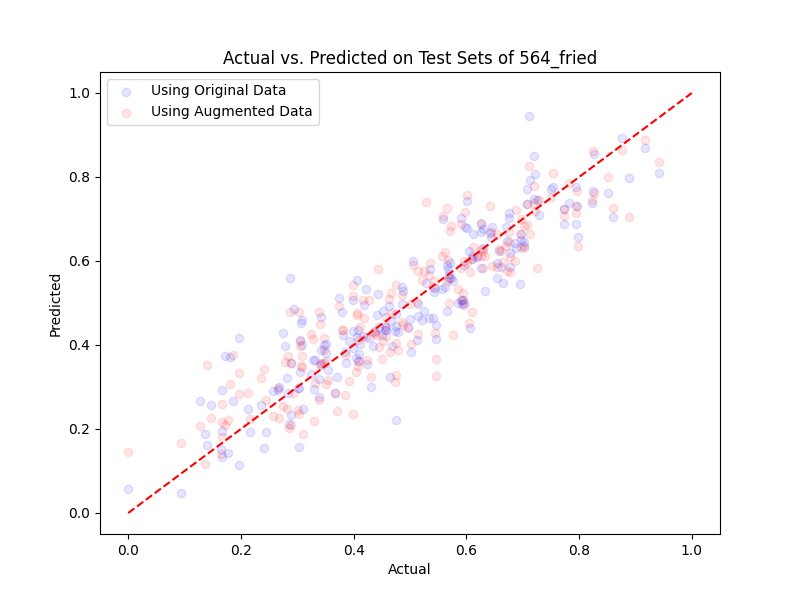 Actual vs. Predicted on Test Sets of 564_fried
Using Original Data
Using Augmented Data
1.0
0.8
0.6
0.4
0.2
0.0
Predicted
0.0 0.2 0.4 0.6 0.8 1.0
Actual